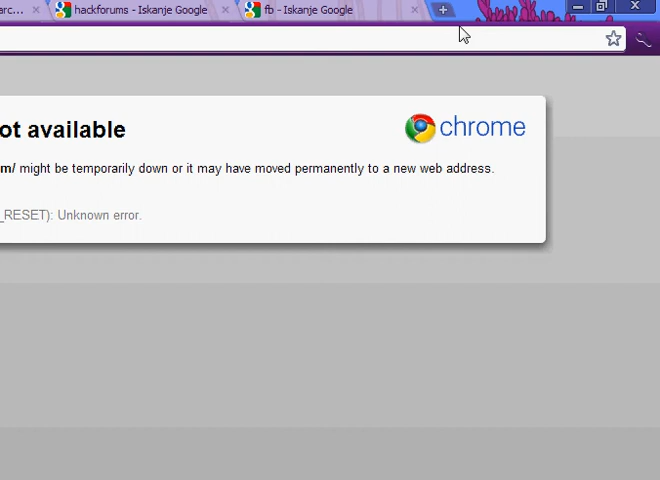 arc... hackforums - Iskanje Google fb - Iskanje Google
ot available
chrome
m/ might be temporarily down or it may have moved permanently to a new web address.
_RESET): Unknown error.